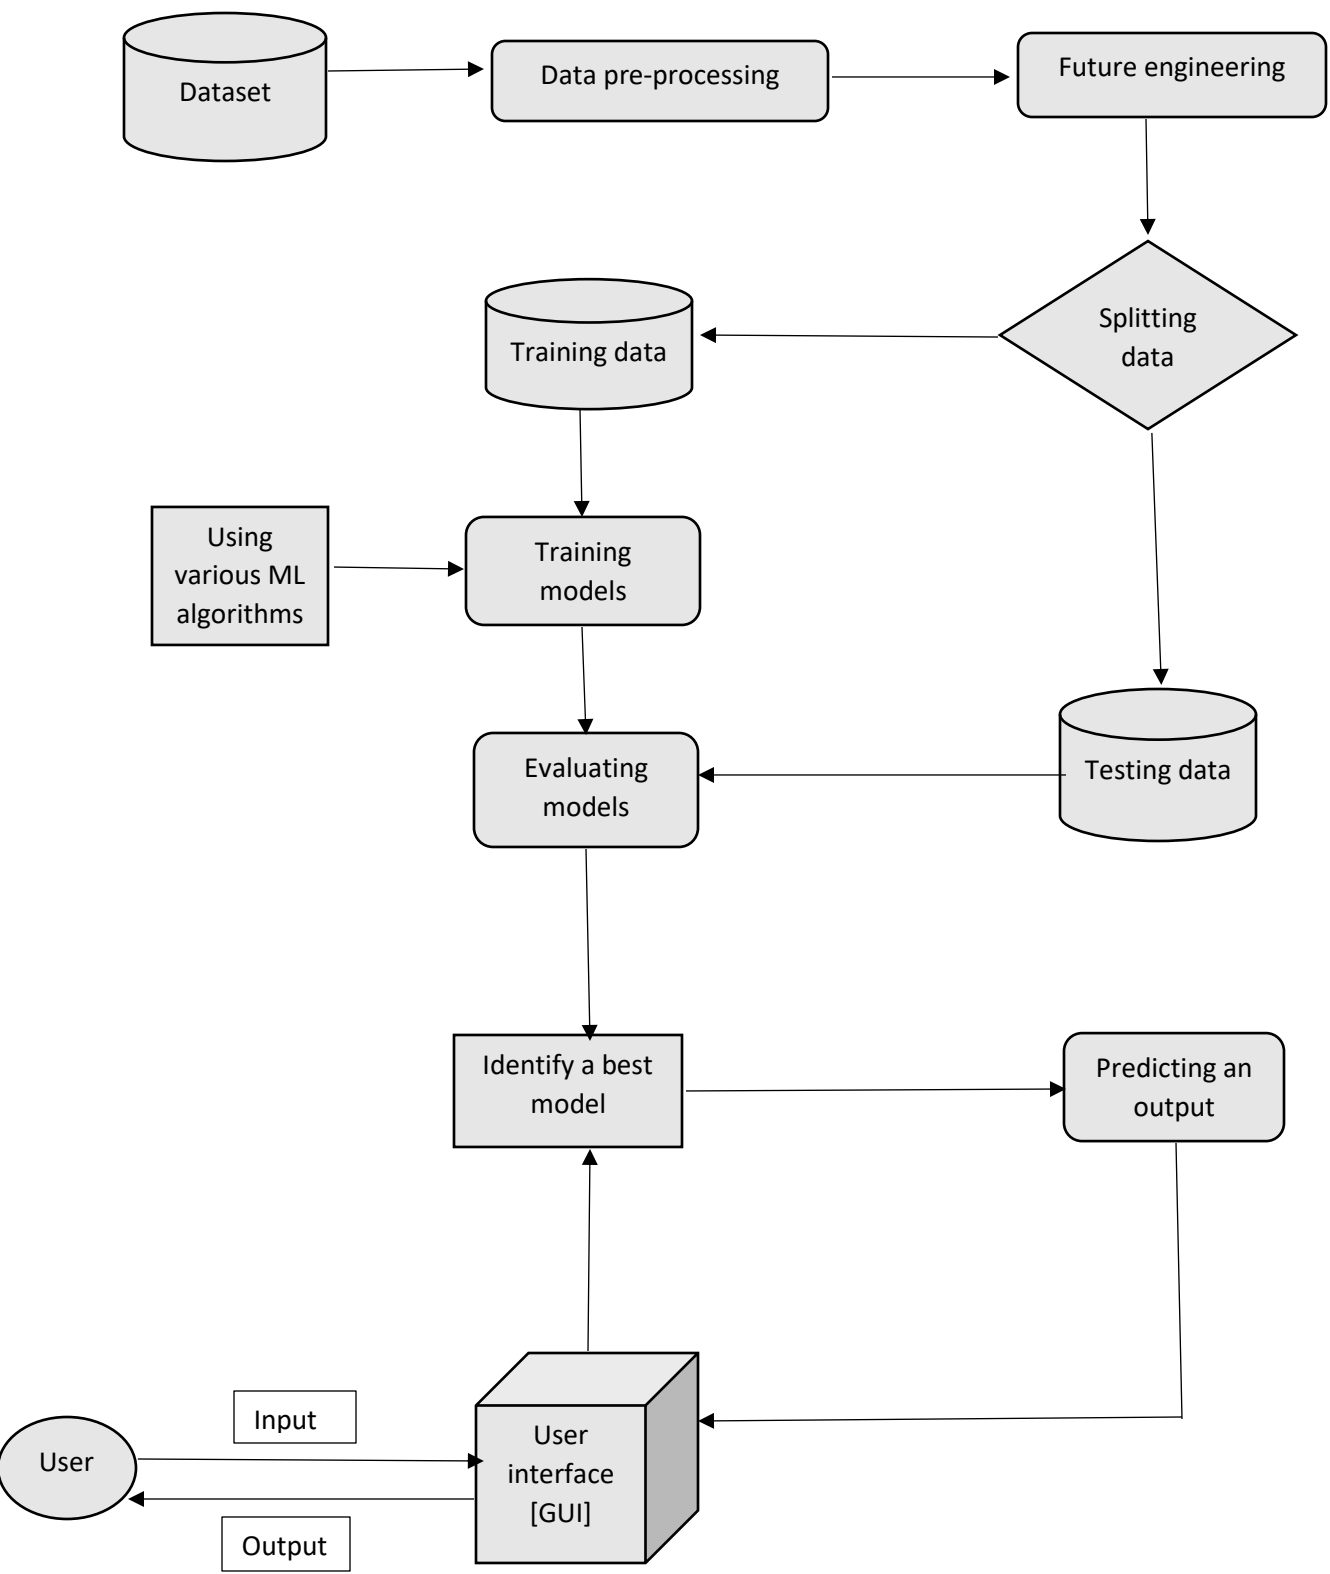 Dataset
Data pre-processing
Future engineering
Splitting
data
Training data
Using
various ML
algorithms
Training
models
Evaluating
models
Testing data
Identify a best
model
Predicting an
output
Input
User
User
interface
[GUI]
Output